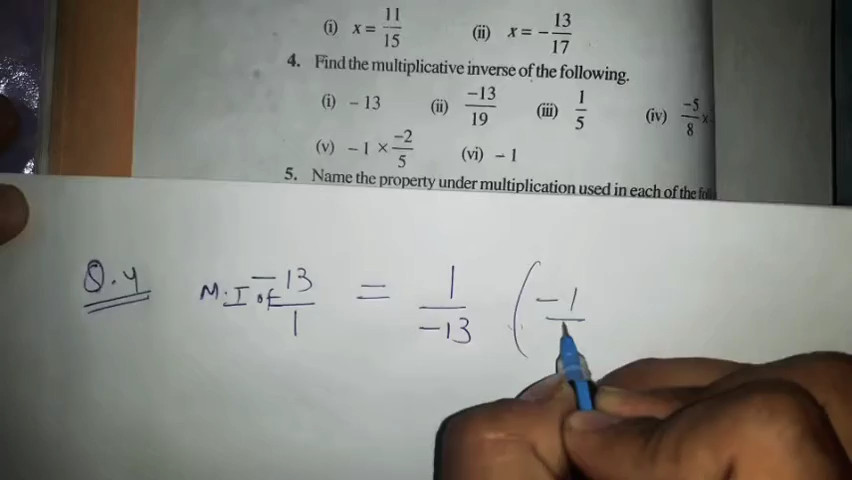 (i) x = 11/15 (ii) x = - 13/17
4. Find the multiplicative inverse of the following.
(i) - 13 (ii) -13/19 (iii) 1/5 (iv) -5/8 ×
(v) - 1 × -2/5 (vi) - 1
5. Name the property under multiplication used in each of the
Q.4 M.I of -13/1 = 1/-13 ( -1/